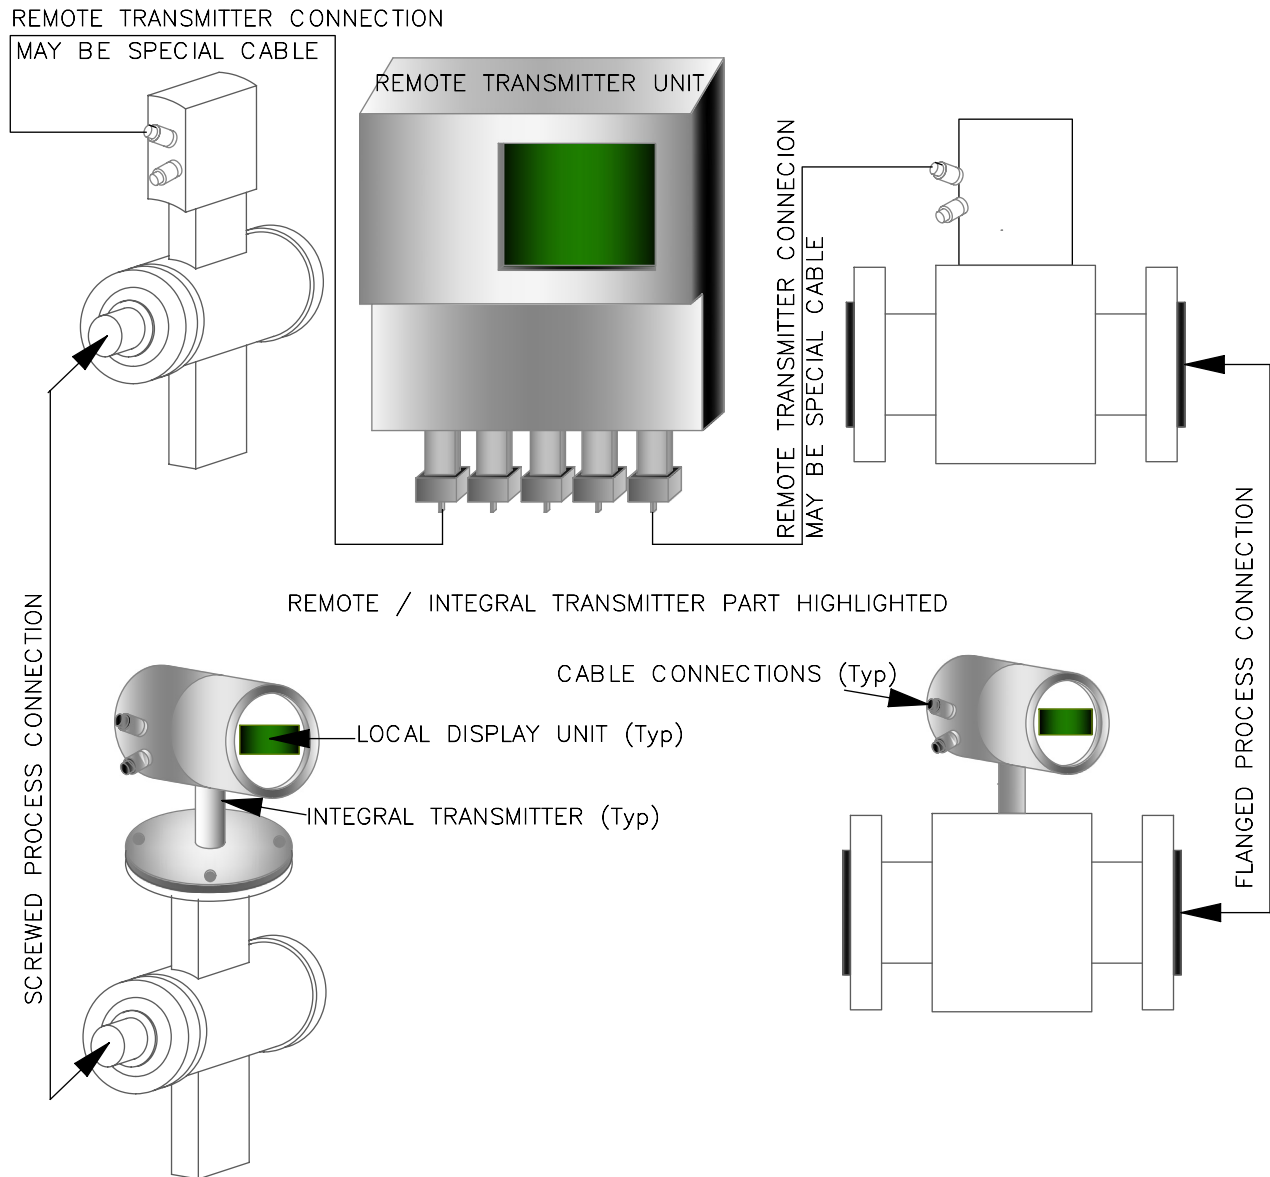 REMOTE TRANSMITTER CONNECTION
MAY BE SPECIAL CABLE
REMOTE TRANSMITTER UNIT
REMOTE TRANSMITTER CONNECION
MAY BE SPECIAL CABLE
REMOTE / INTEGRAL TRANSMITTER PART HIGHLIGHTED
SCREWED PROCESS CONNECTION
CABLE CONNECTIONS (Typ)
LOCAL DISPLAY UNIT (Typ)
INTEGRAL TRANSMITTER (Typ)
FLANGED PROCESS CONNECTION